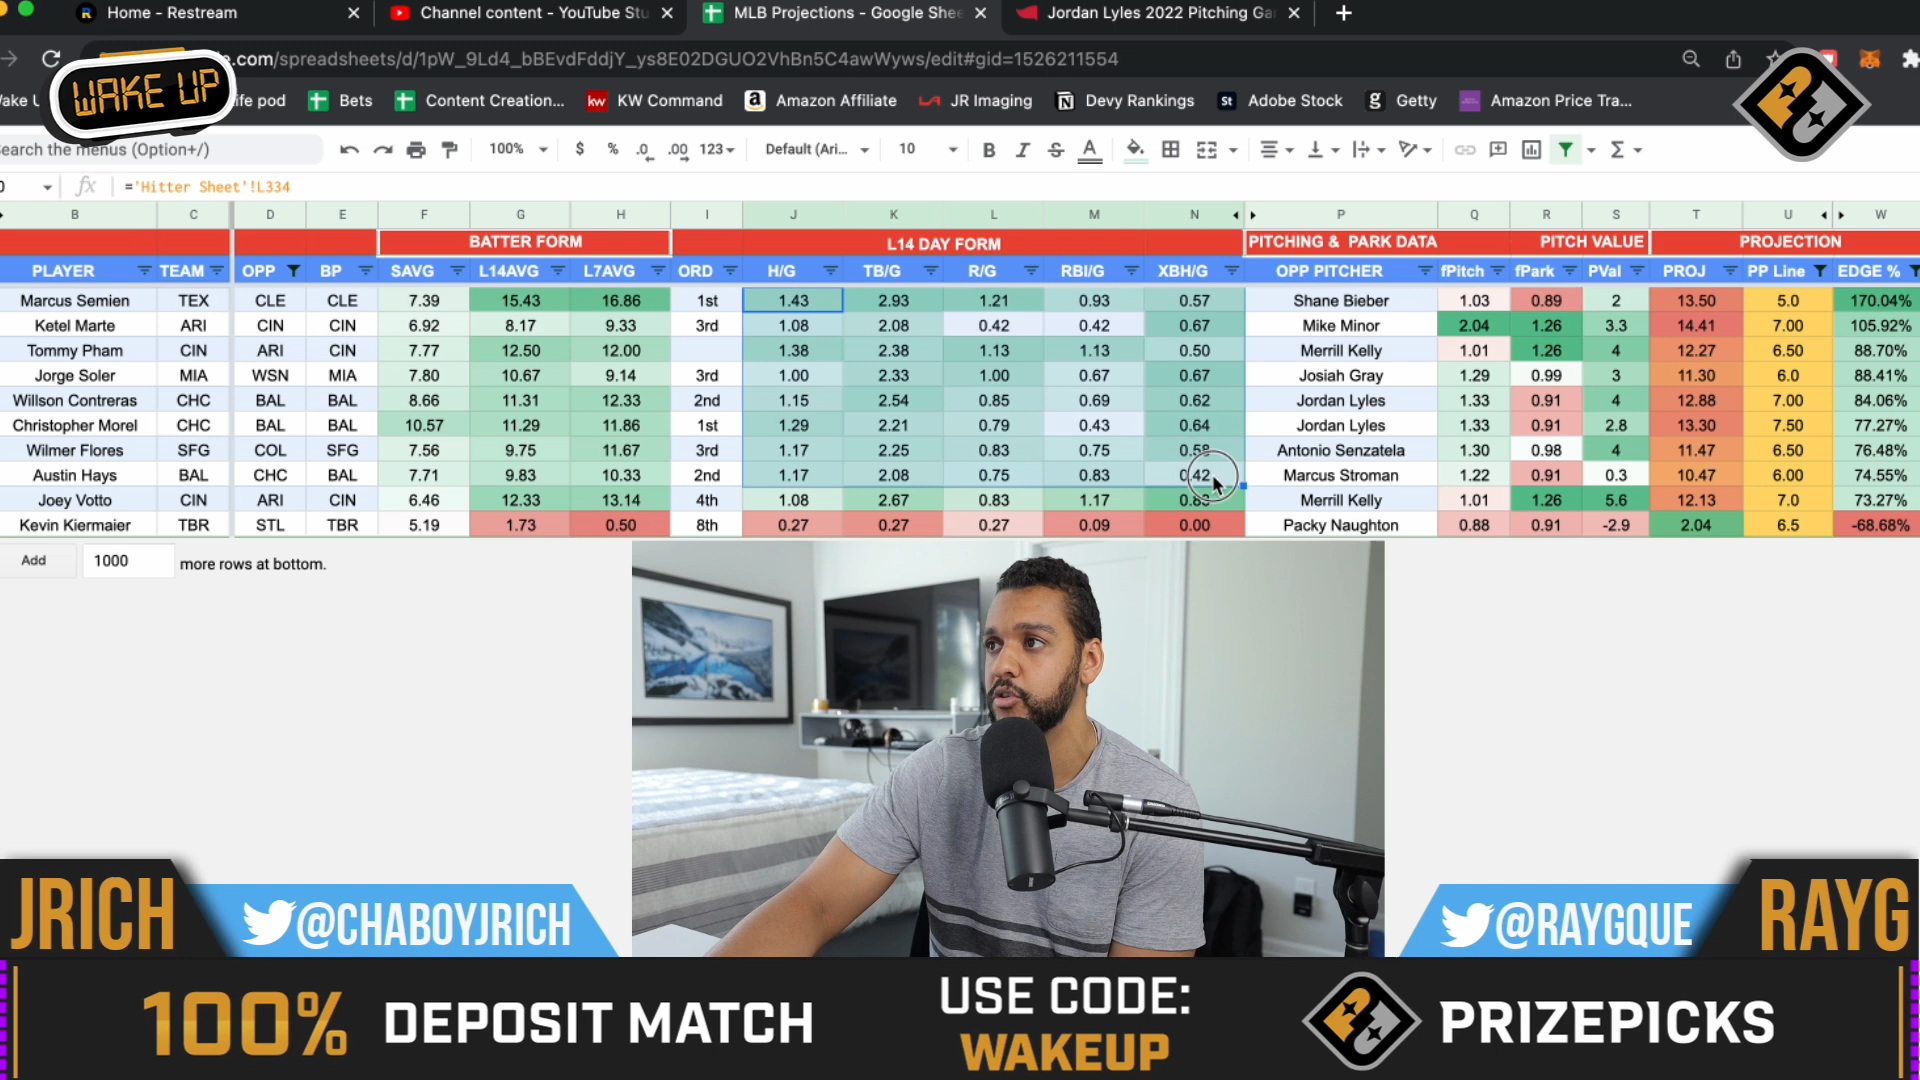 Home - Restream
Channel content - YouTube Stu
MLB Projections - Google Shee
Jordan Lyles 2022 Pitching Ga
e.com/spreadsheets/d/1pW_9Ld4_bBEvdFddjY_ys8E02DGUO2VhBn5C4awWyws/edit#gid=1526211554
WAKE UP
ake U
ife pod
Bets
Content Creation...
KW Command
Amazon Affiliate
JR Imaging
Devy Rankings
Adobe Stock
Getty
Amazon Price Tra...
earch the menus (Option+/)
100% $ % .0 .00 123 Default (Ari... 10 B I S A
fx ='Hitter Sheet'!L334
B C D E F G H I J K L M N P Q R S T U W
BATTER FORM L14 DAY FORM PITCHING & PARK DATA PITCH VALUE PROJECTION
PLAYER TEAM OPP BP SAVG L14AVG L7AVG ORD H/G TB/G R/G RBI/G XBH/G OPP PITCHER fPitch fPark PVal PROJ PP Line EDGE %
Marcus Semien TEX CLE CLE 7.39 15.43 16.86 1st 1.43 2.93 1.21 0.93 0.57 Shane Bieber 1.03 0.89 2 13.50 5.0 170.04%
Ketel Marte ARI CIN CIN 6.92 8.17 9.33 3rd 1.08 2.08 0.42 0.42 0.67 Mike Minor 2.04 1.26 3.3 14.41 7.00 105.92%
Tommy Pham CIN ARI CIN 7.77 12.50 12.00 1.38 2.38 1.13 1.13 0.50 Merrill Kelly 1.01 1.26 4 12.27 6.50 88.70%
Jorge Soler MIA WSN MIA 7.80 10.67 9.14 3rd 1.00 2.33 1.00 0.67 0.67 Josiah Gray 1.29 0.99 3 11.30 6.0 88.41%
Willson Contreras CHC BAL BAL 8.66 11.31 12.33 2nd 1.15 2.54 0.85 0.69 0.62 Jordan Lyles 1.33 0.91 4 12.88 7.00 84.06%
Christopher Morel CHC BAL BAL 10.57 11.29 11.86 1st 1.29 2.21 0.79 0.43 0.64 Jordan Lyles 1.33 0.91 2.8 13.30 7.50 77.27%
Wilmer Flores SFG COL SFG 7.56 9.75 11.67 3rd 1.17 2.25 0.83 0.75 0.58 Antonio Senzatela 1.30 0.98 4 11.47 6.50 76.48%
Austin Hays BAL CHC BAL 7.71 9.83 10.33 2nd 1.17 2.08 0.75 0.83 0.42 Marcus Stroman 1.22 0.91 0.3 10.47 6.00 74.55%
Joey Votto CIN ARI CIN 6.46 12.33 13.14 4th 1.08 2.67 0.83 1.17 Merrill Kelly 1.01 1.26 5.6 12.13 7.0 73.27%
Kevin Kiermaier TBR STL TBR 5.19 1.73 0.50 8th 0.27 0.27 0.27 0.09 0.00 Packy Naughton 0.88 0.91 -2.9 2.04 6.5 -68.68%
Add 1000 more rows at bottom.
JRICH
@CHABOYJRICH
@RAYGQUE
RAYG
100% DEPOSIT MATCH
USE CODE:
WAKEUP
PRIZEPICKS